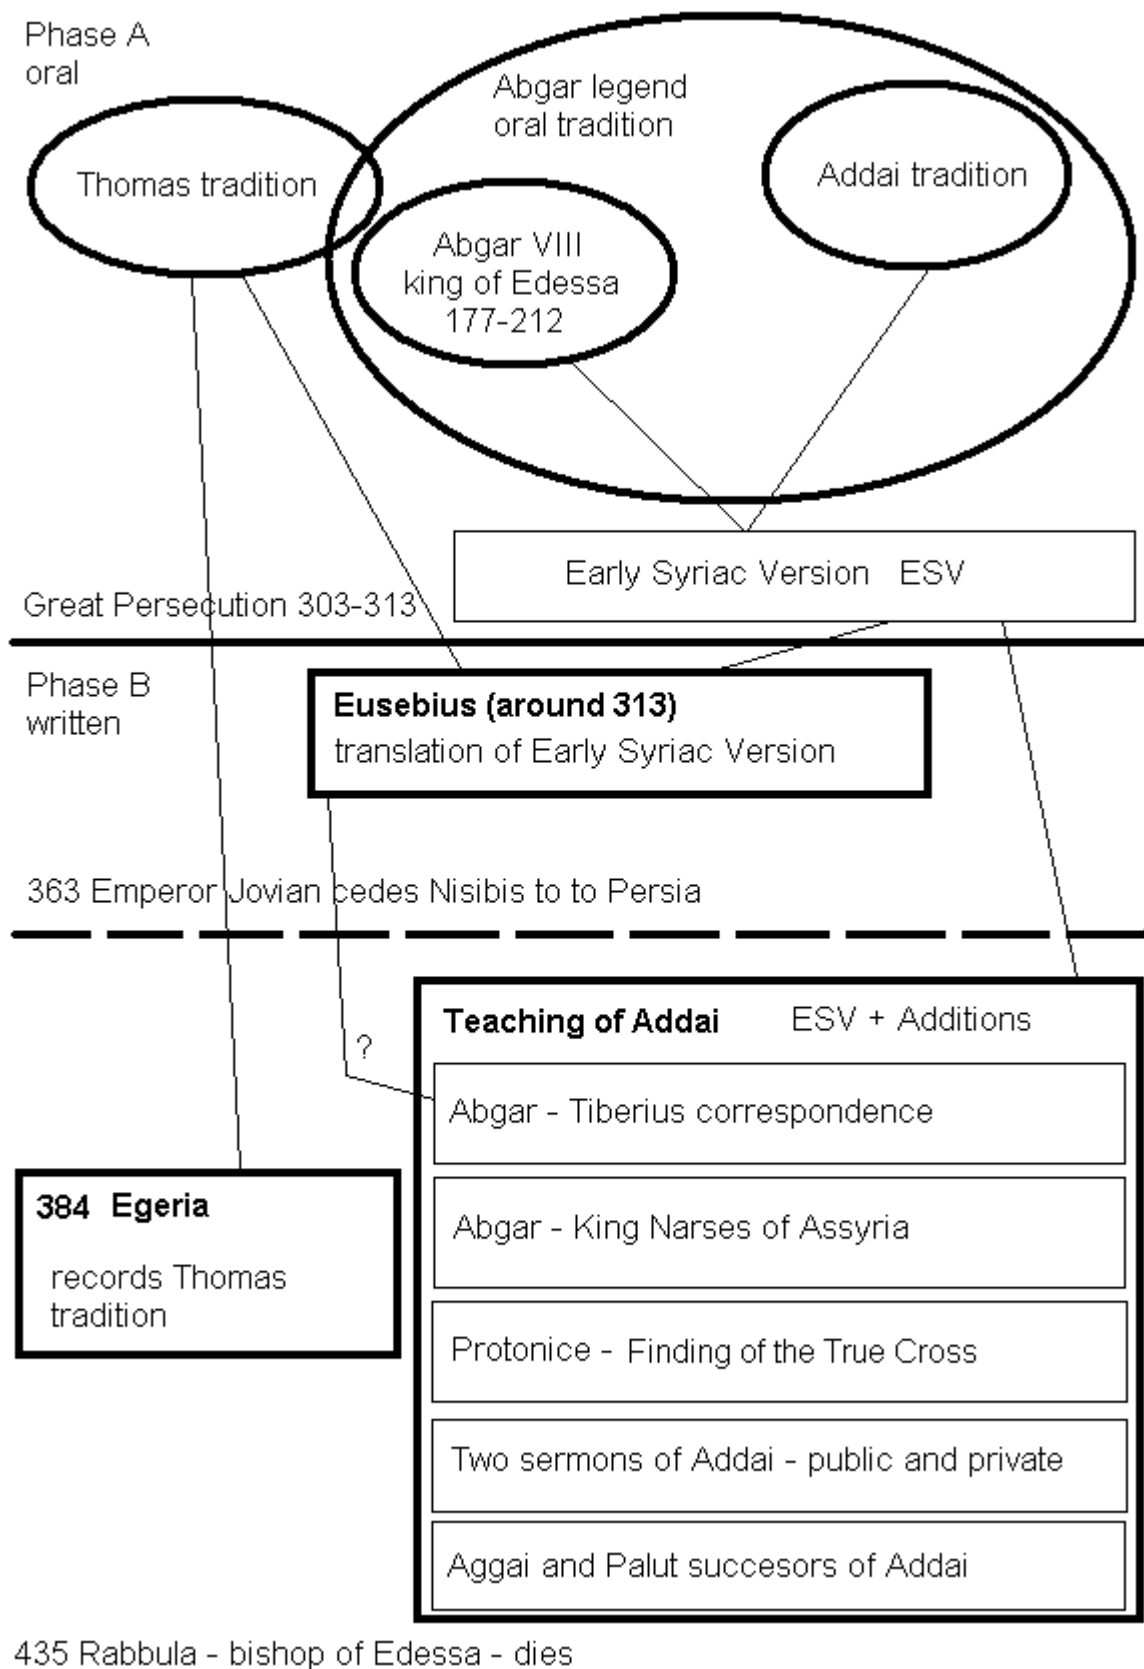 Phase A
oral
Abgar legend
oral tradition
Thomas tradition
Addai tradition
Abgar VIII
king of Edessa
177-212
Early Syriac Version ESV
Great Persecution 303-313
Phase B
written
Eusebius (around 313)
translation of Early Syriac Version
363 Emperor Jovian cedes Nisibis to to Persia
Teaching of Addai ESV + Additions
?
Abgar - Tiberius correspondence
Abgar - King Narses of Assyria
Protonice - Finding of the True Cross
Two sermons of Addai - public and private
Aggai and Palut succesors of Addai
384 Egeria
records Thomas
tradition
435 Rabbula - bishop of Edessa - dies